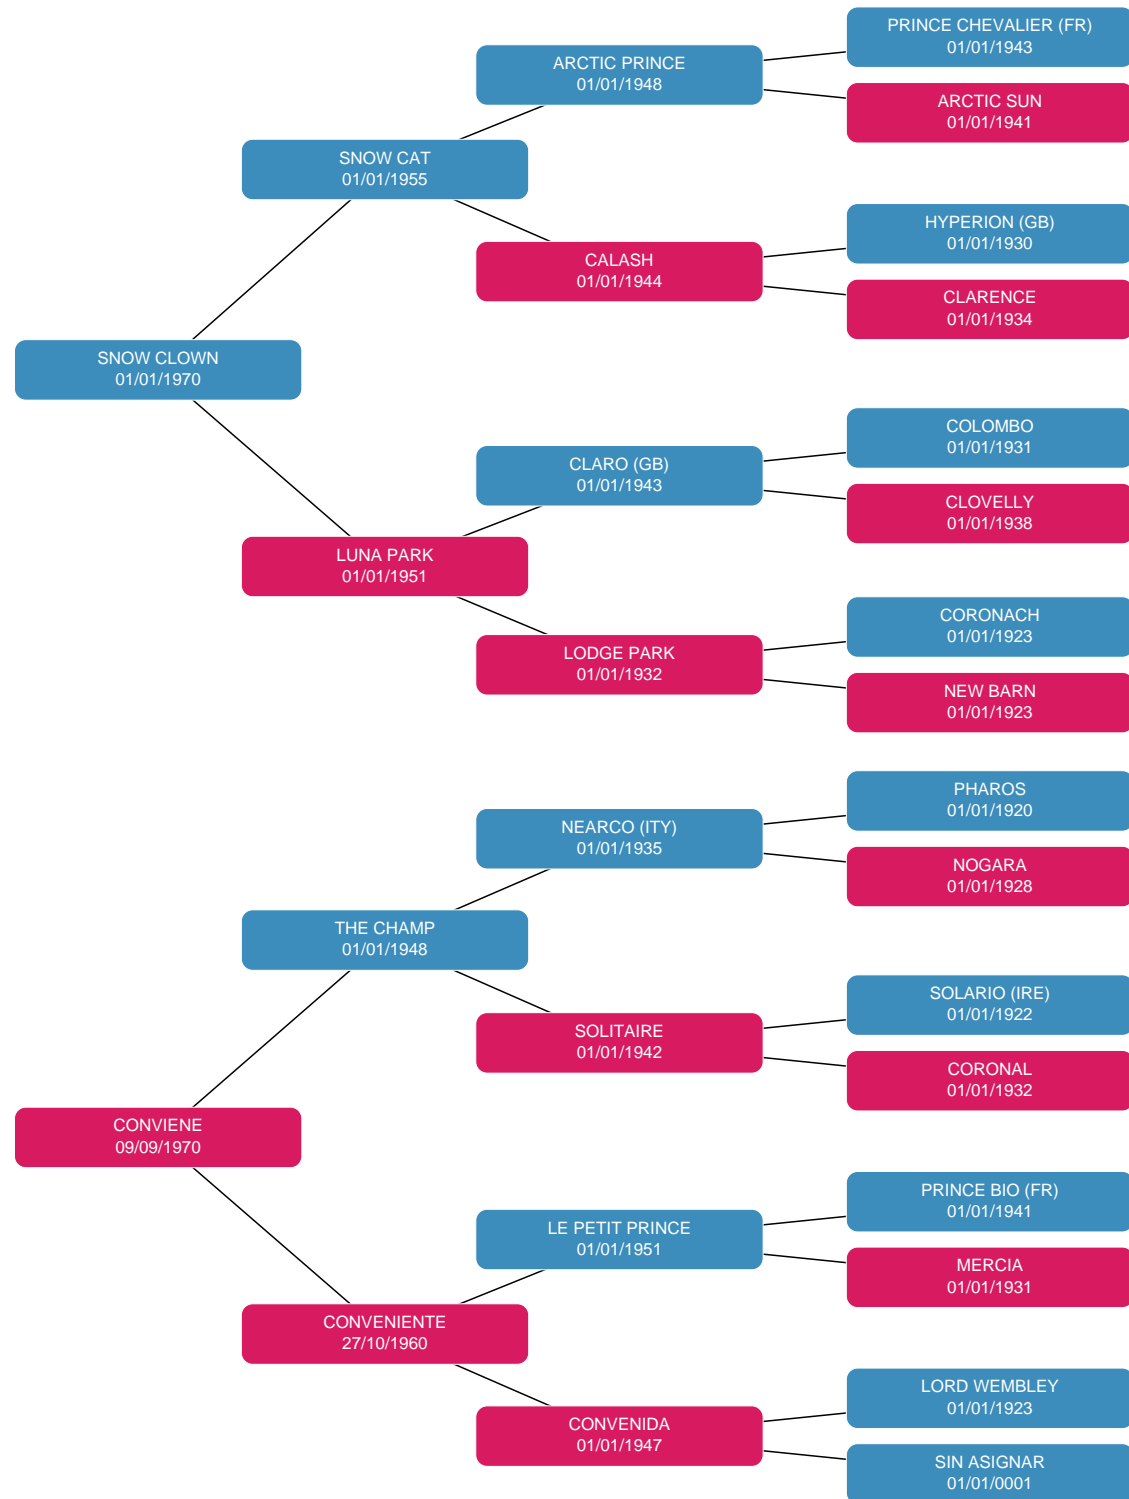 PRINCE CHEVALIER (FR)
01/01/1943
ARCTIC PRINCE
01/01/1948
ARCTIC SUN
01/01/1941
SNOW CAT
01/01/1955
HYPERION (GB)
01/01/1930
CALASH
01/01/1944
CLARENCE
01/01/1934
SNOW CLOWN
01/01/1970
COLOMBO
01/01/1931
CLARO (GB)
01/01/1943
CLOVELLY
01/01/1938
LUNA PARK
01/01/1951
CORONACH
01/01/1923
LODGE PARK
01/01/1932
NEW BARN
01/01/1923
PHAROS
01/01/1920
NEARCO (ITY)
01/01/1935
NOGARA
01/01/1928
THE CHAMP
01/01/1948
SOLARIO (IRE)
01/01/1922
SOLITAIRE
01/01/1942
CORONAL
01/01/1932
CONVIENE
09/09/1970
PRINCE BIO (FR)
01/01/1941
LE PETIT PRINCE
01/01/1951
MERCIA
01/01/1931
CONVENIENTE
27/10/1960
LORD WEMBLEY
01/01/1923
CONVENIDA
01/01/1947
SIN ASIGNAR
01/01/0001